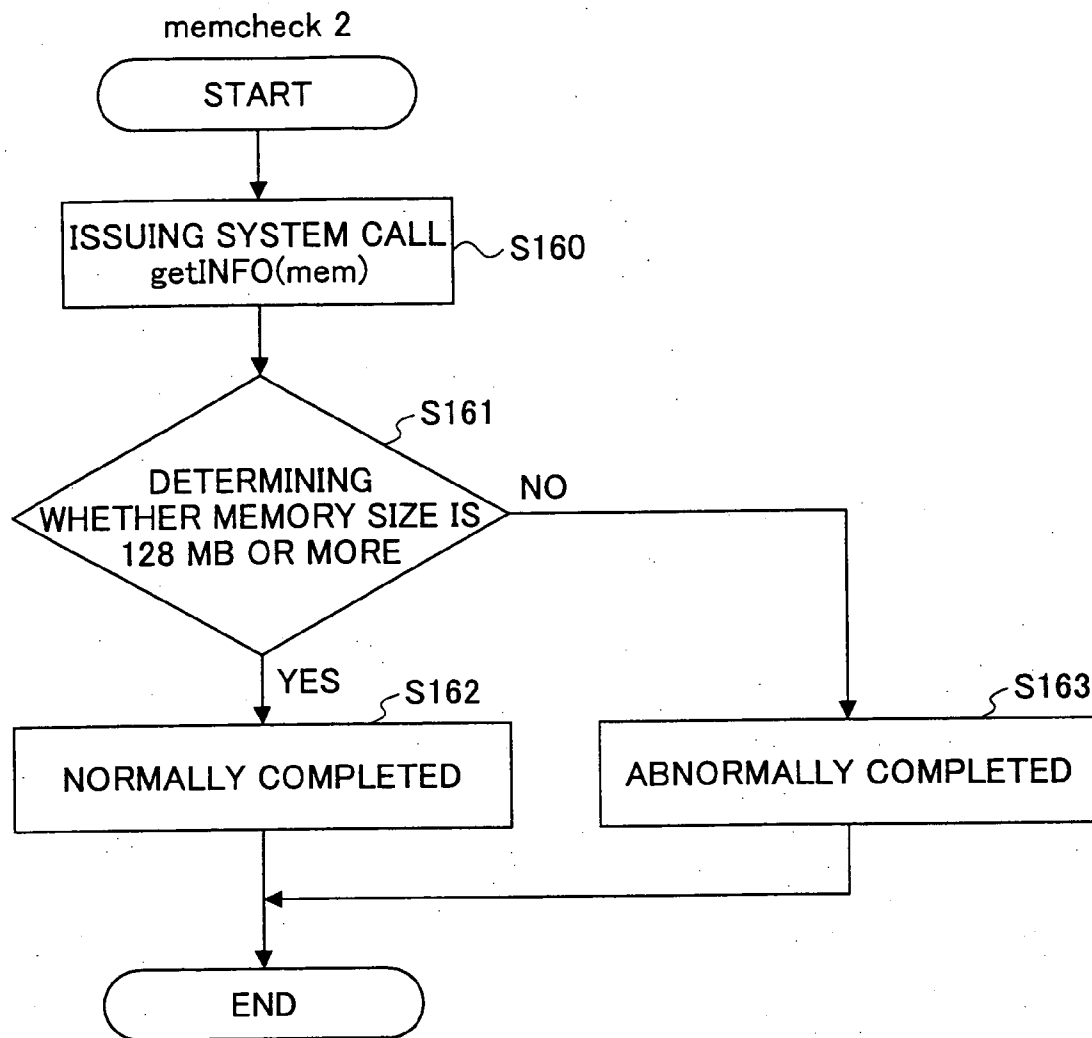 memcheck 2
START
ISSUING SYSTEM CALL
getINFO(mem)
S160
S161
DETERMINING
WHETHER MEMORY SIZE IS
128 MB OR MORE
NO
YES
S162
NORMALLY COMPLETED
S163
ABNORMALLY COMPLETED
END